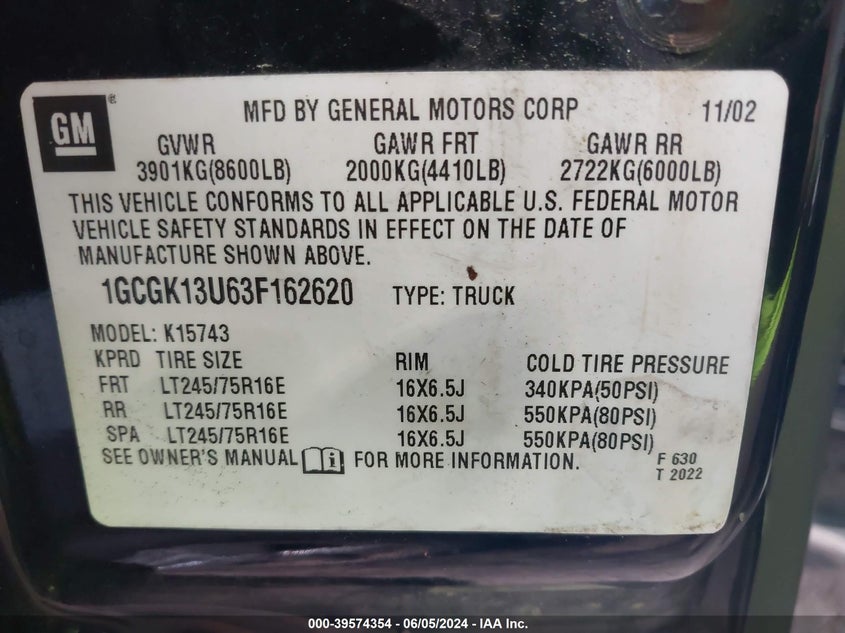 GM® MFD BY GENERAL MOTORS CORP 11/02
GVWR GAWR FRT GAWR RR
3901KG(8600LB) 2000KG(4410LB) 2722KG(6000LB)
THIS VEHICLE CONFORMS TO ALL APPLICABLE U.S. FEDERAL MOTOR
VEHICLE SAFETY STANDARDS IN EFFECT ON THE DATE OF
MANUFACTURE SHOWN ABOVE.
1GCGK13U63F162620 TYPE: TRUCK
MODEL: K15743
KPRD TIRE SIZE RIM COLD TIRE PRESSURE
FRT LT245/75R16E 16X6.5J 340KPA(50PSI)
RR LT245/75R16E 16X6.5J 550KPA(80PSI)
SPA LT245/75R16E 16X6.5J 550KPA(80PSI)
SEE OWNER'S MANUAL FOR MORE INFORMATION.
F 630
T 2022
000-39574354 / 06/05/2024 - IAA Inc.